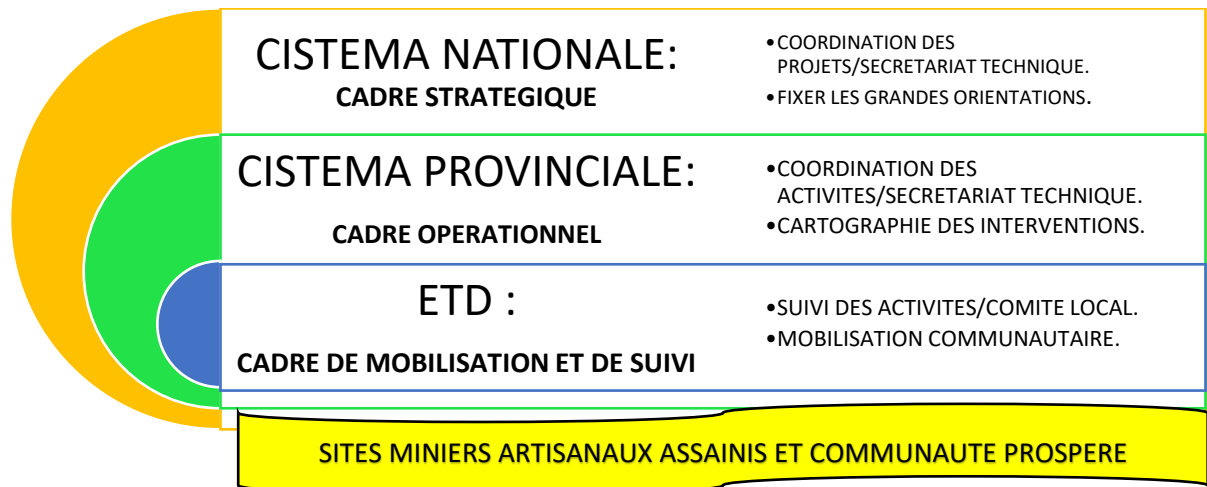 CISTEMA NATIONALE:
CADRE STRATEGIQUE
•COORDINATION DES
PROJETS/SECRETARIAT TECHNIQUE.
•FIXER LES GRANDES ORIENTATIONS.
CISTEMA PROVINCIALE:
CADRE OPERATIONNEL
•COORDINATION DES
ACTIVITES/SECRETARIAT TECHNIQUE.
•CARTOGRAPHIE DES INTERVENTIONS.
ETD :
CADRE DE MOBILISATION ET DE SUIVI
•SUIVI DES ACTIVITES/COMITE LOCAL.
•MOBILISATION COMMUNAUTAIRE.
SITES MINIERS ARTISANAUX ASSAINIS ET COMMUNAUTE PROSPERE